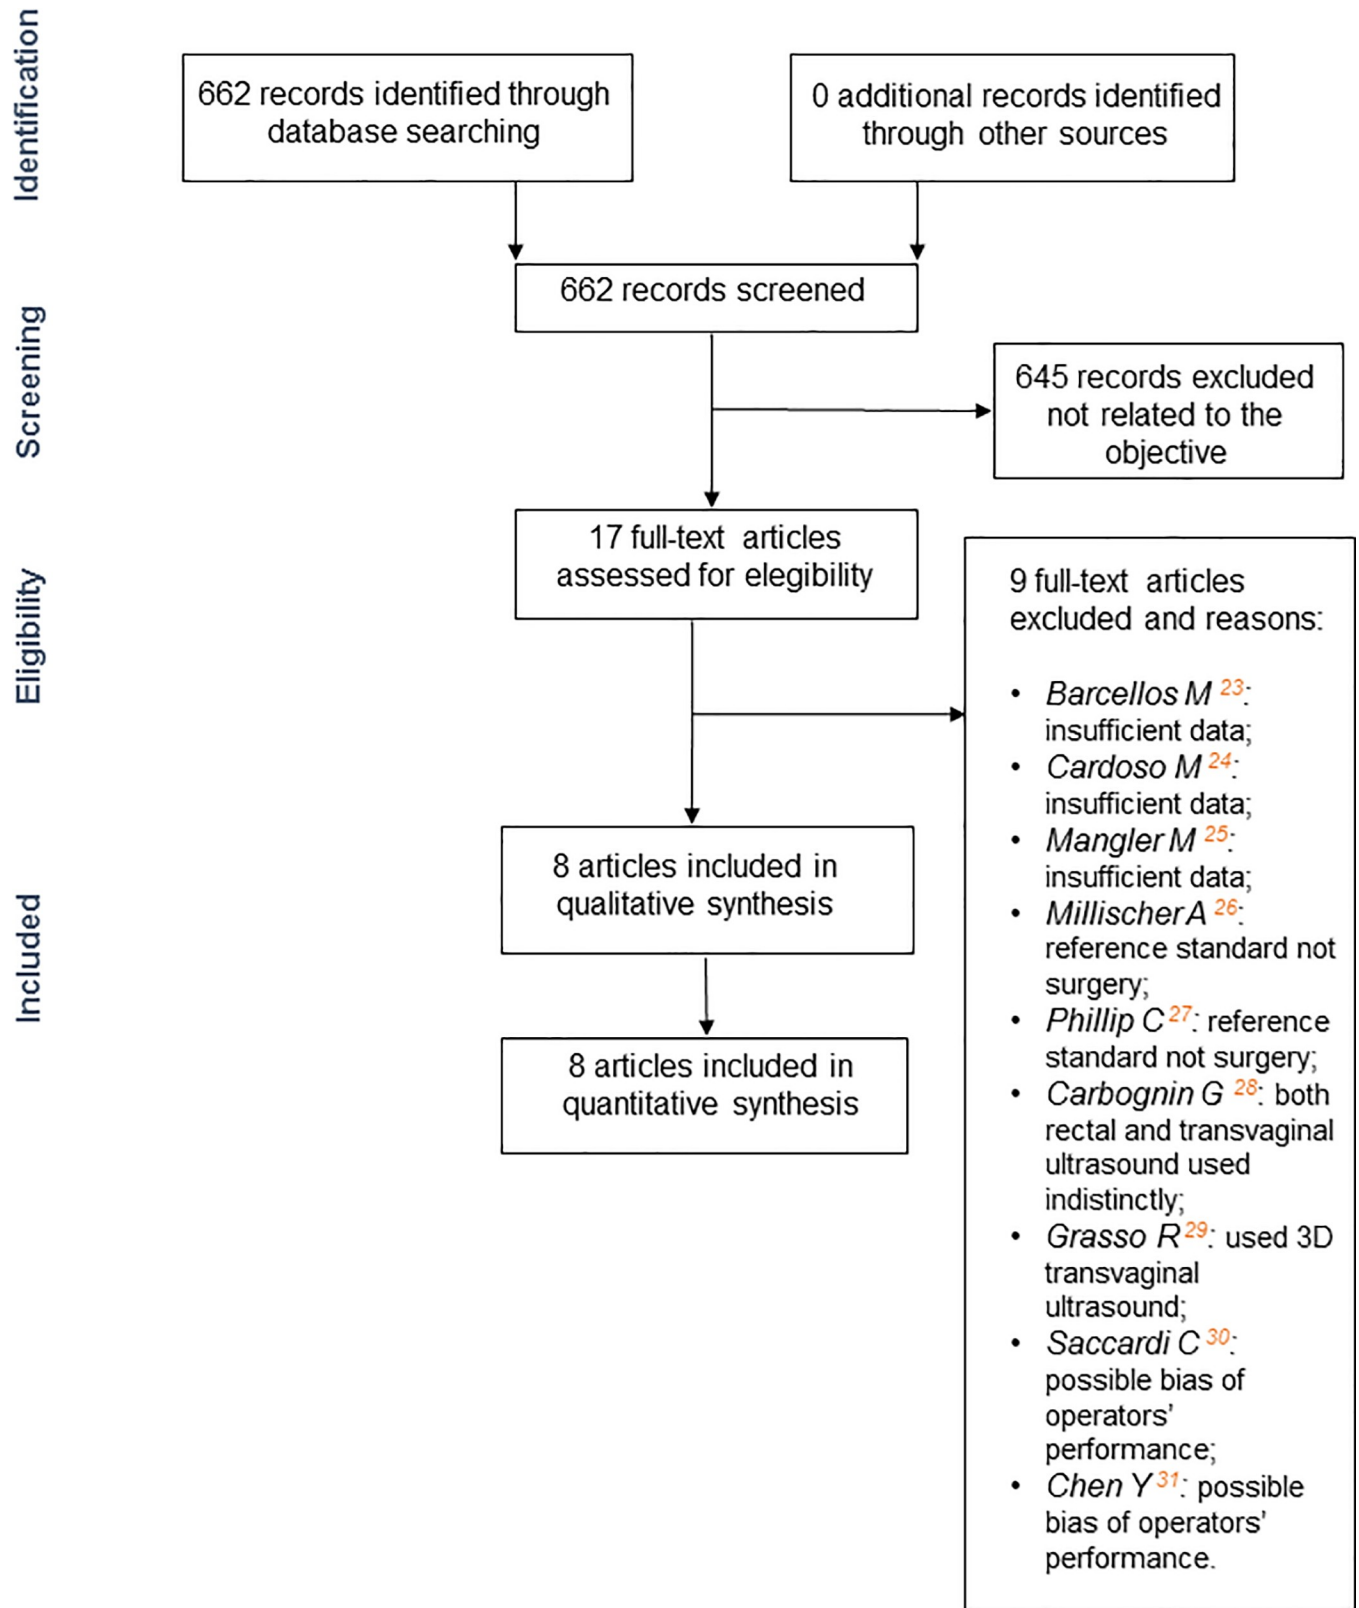 Identification
662 records identified through
database searching
0 additional records identified
through other sources
Screening
662 records screened
645 records excluded
not related to the
objective
Eligibility
17 full-text articles
assessed for elegibility
9 full-text articles
excluded and reasons:
• Barcellos M 23:
insufficient data;
• Cardoso M 24:
insufficient data;
• Mangler M 25:
insufficient data;
• Millischer A 26:
reference standard not
surgery;
• Phillip C 27: reference
standard not surgery;
• Carbognin G 28: both
rectal and transvaginal
ultrasound used
indistinctly;
• Grasso R 29: used 3D
transvaginal
ultrasound;
• Saccardi C 30:
possible bias of
operators’
performance;
• Chen Y 31: possible
bias of operators’
performance.
Included
8 articles included in
qualitative synthesis
8 articles included in
quantitative synthesis